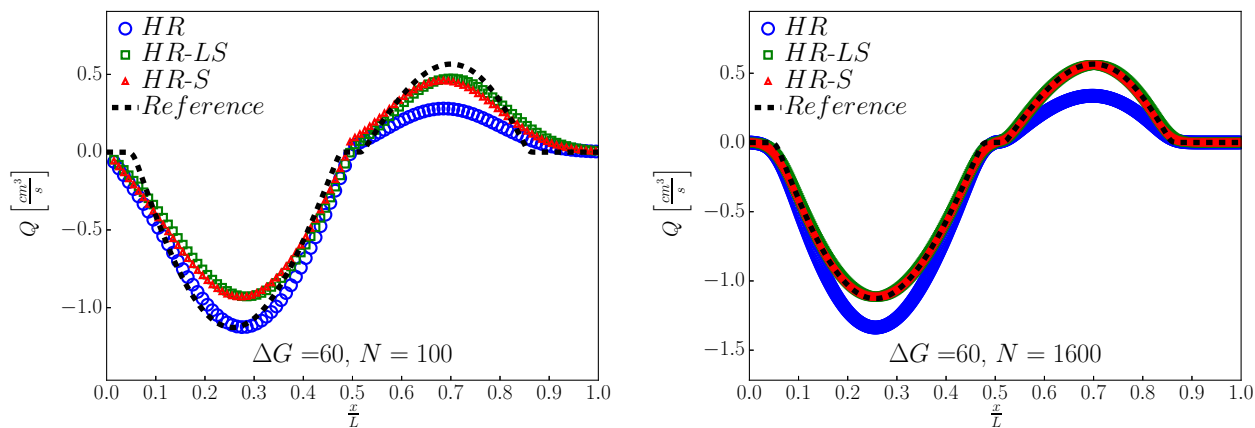 HR
HR-LS
HR-S
Reference
0.5
0.0
−0.5
−1.0
Q [cm³/s]
ΔG =60, N = 100
0.0 0.1 0.2 0.3 0.4 0.5 0.6 0.7 0.8 0.9 1.0
x/L
HR
HR-LS
HR-S
Reference
0.5
0.0
−0.5
−1.0
−1.5
Q [cm³/s]
ΔG =60, N = 1600
0.0 0.1 0.2 0.3 0.4 0.5 0.6 0.7 0.8 0.9 1.0
x/L